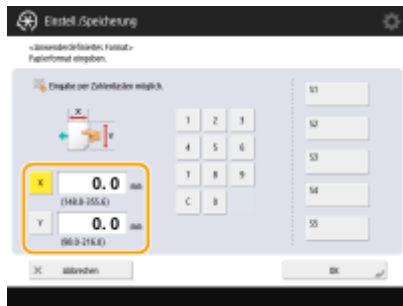 Einstell./Speicherung
<Anwenderdefiniertes Format>
Papierformat eingeben.
Eingabe per Zahlentasten möglich.
X
Y
1 2 3
4 5 6
7 8 9
C 0
X 0.0 mm
(148.0-355.6)
Y 0.0 mm
(98.0-216.0)
S1
S2
S3
S4
S5
Abbrechen
OK